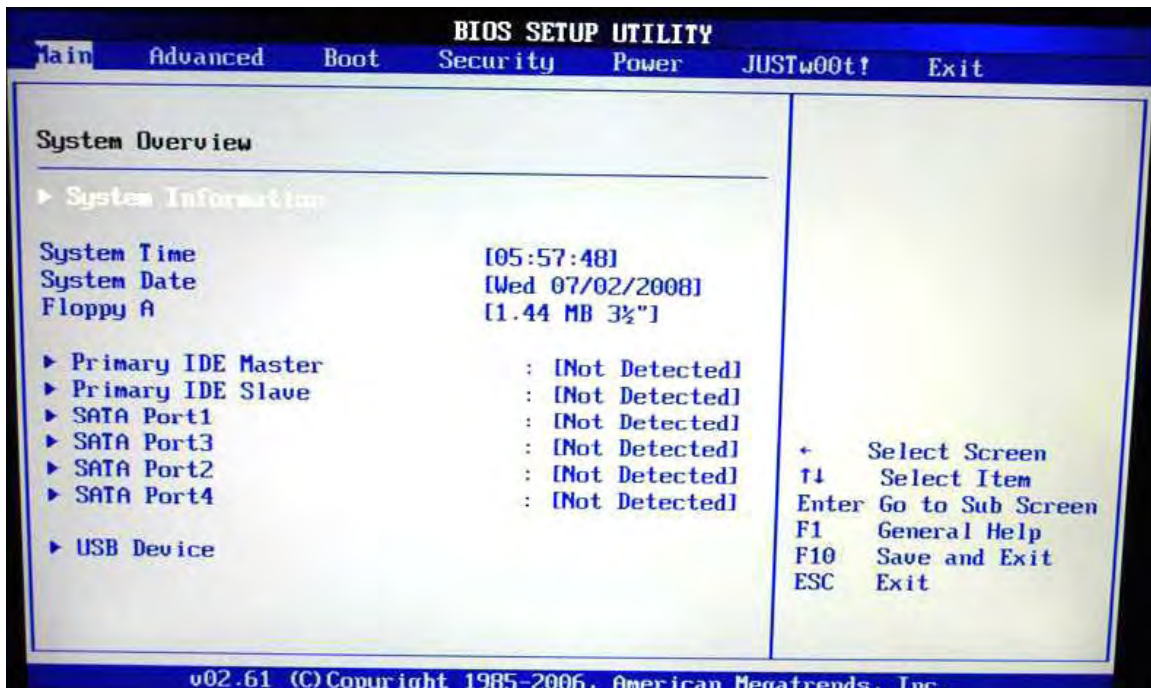 BIOS SETUP UTILITY
Main Advanced Boot Security Power JUSTw00t! Exit
System Overview
► System Information
System Time [05:57:48]
System Date [Wed 07/02/2008]
Floppy A [1.44 MB 3½"]
► Primary IDE Master : [Not Detected]
► Primary IDE Slave : [Not Detected]
► SATA Port1 : [Not Detected]
► SATA Port3 : [Not Detected]
► SATA Port2 : [Not Detected]
► SATA Port4 : [Not Detected]
► USB Device
← Select Screen
↑↓ Select Item
Enter Go to Sub Screen
F1 General Help
F10 Save and Exit
ESC Exit
v02.61 (C)Copyright 1985-2006, American Megatrends, Inc